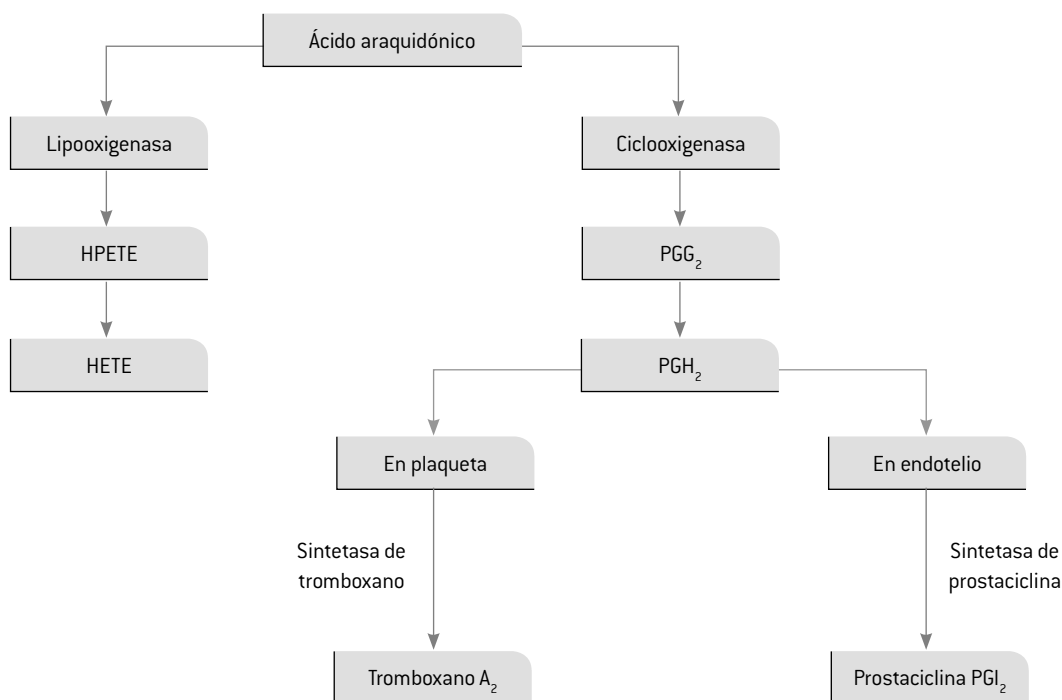 Ácido araquidónico
Lipooxigenasa
Ciclooxigenasa
HPETE
PGG₂
HETE
PGH₂
En plaqueta
En endotelio
Sintetasa de
tromboxano
Sintetasa de
prostaciclina
Tromboxano A₂
Prostaciclina PGI₂